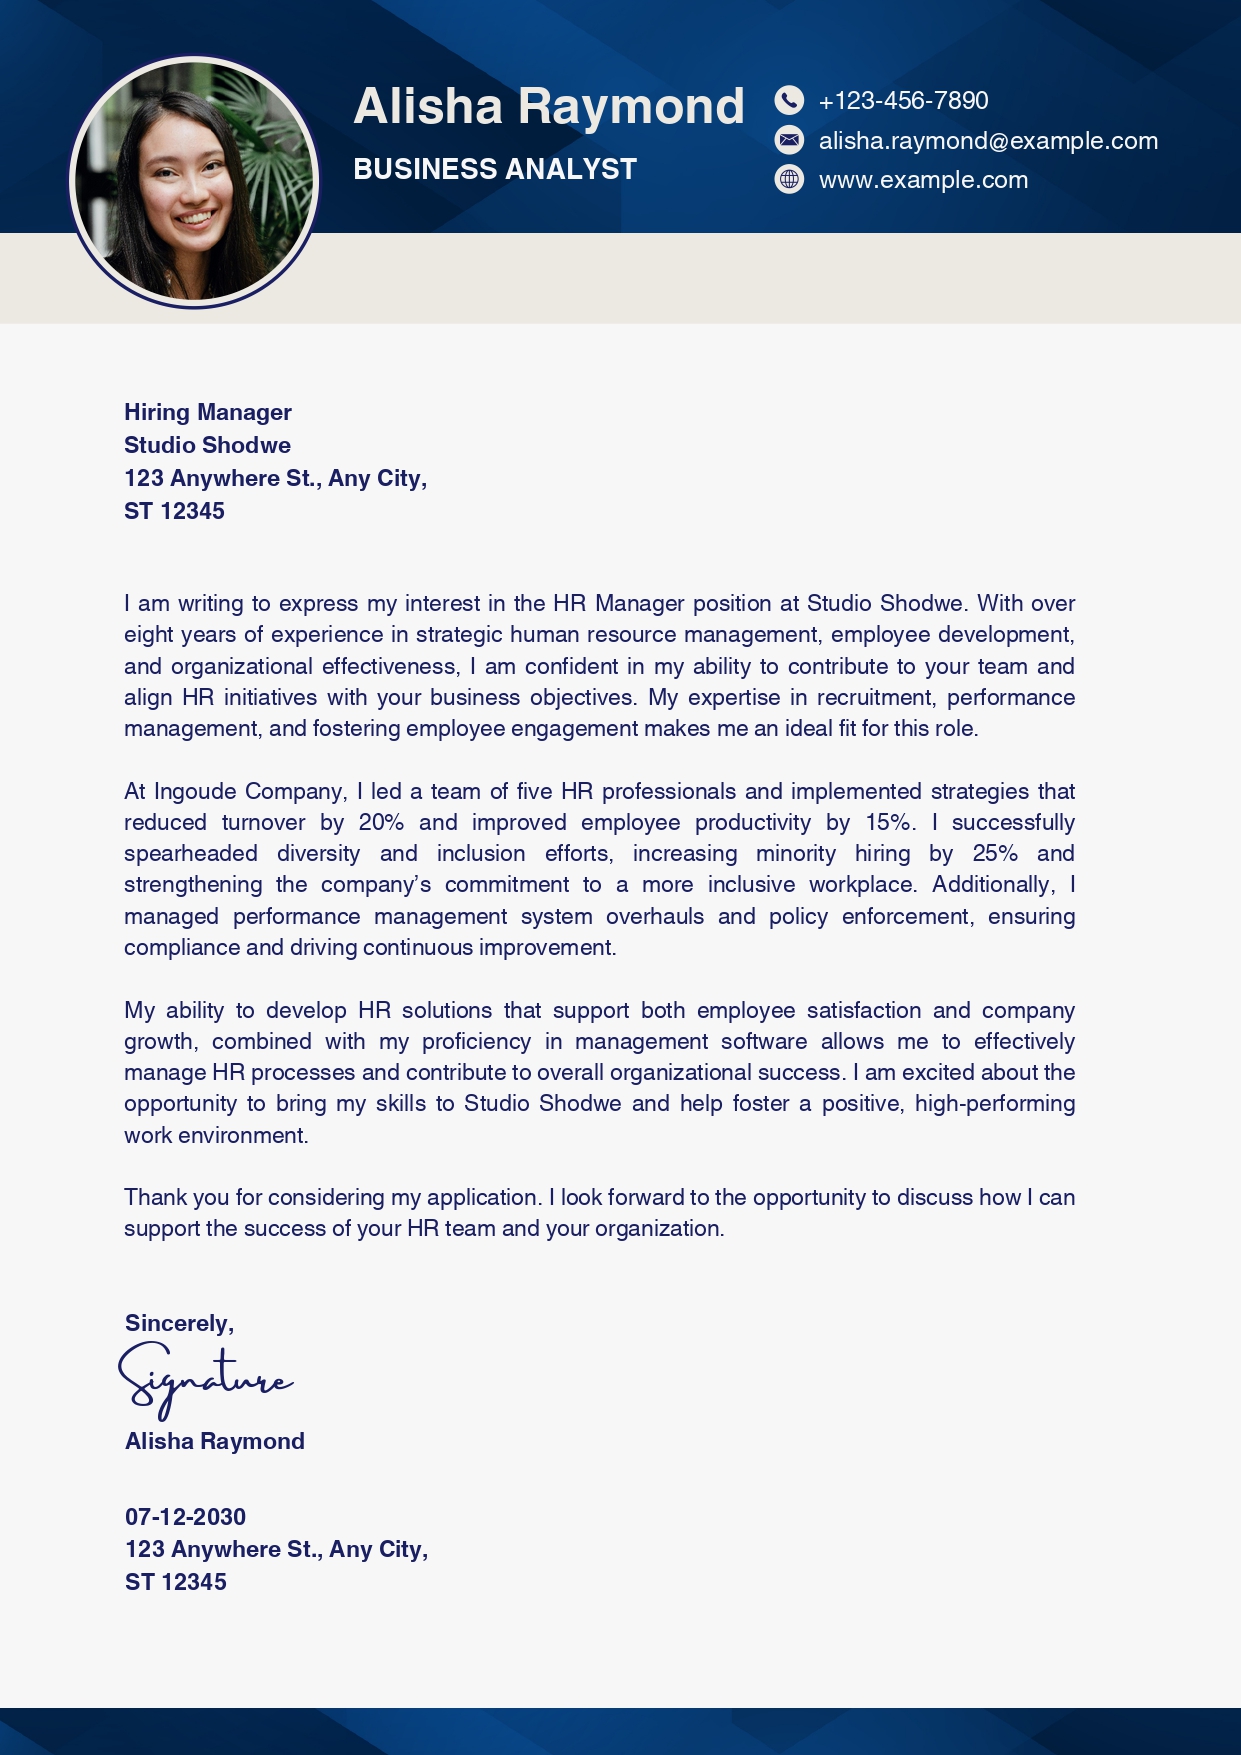 Alisha Raymond
BUSINESS ANALYST
+123-456-7890
alisha.raymond@example.com
www.example.com
Hiring Manager
Studio Shodwe
123 Anywhere St., Any City,
ST 12345
I am writing to express my interest in the HR Manager position at Studio Shodwe. With over
eight years of experience in strategic human resource management, employee development,
and organizational effectiveness, I am confident in my ability to contribute to your team and
align HR initiatives with your business objectives. My expertise in recruitment, performance
management, and fostering employee engagement makes me an ideal fit for this role.
At Ingoude Company, I led a team of five HR professionals and implemented strategies that
reduced turnover by 20% and improved employee productivity by 15%. I successfully
spearheaded diversity and inclusion efforts, increasing minority hiring by 25% and
strengthening the company’s commitment to a more inclusive workplace. Additionally, I
managed performance management system overhauls and policy enforcement, ensuring
compliance and driving continuous improvement.
My ability to develop HR solutions that support both employee satisfaction and company
growth, combined with my proficiency in management software allows me to effectively
manage HR processes and contribute to overall organizational success. I am excited about the
opportunity to bring my skills to Studio Shodwe and help foster a positive, high-performing
work environment.
Thank you for considering my application. I look forward to the opportunity to discuss how I can
support the success of your HR team and your organization.
Sincerely,
Signature
Alisha Raymond
07-12-2030
123 Anywhere St., Any City,
ST 12345